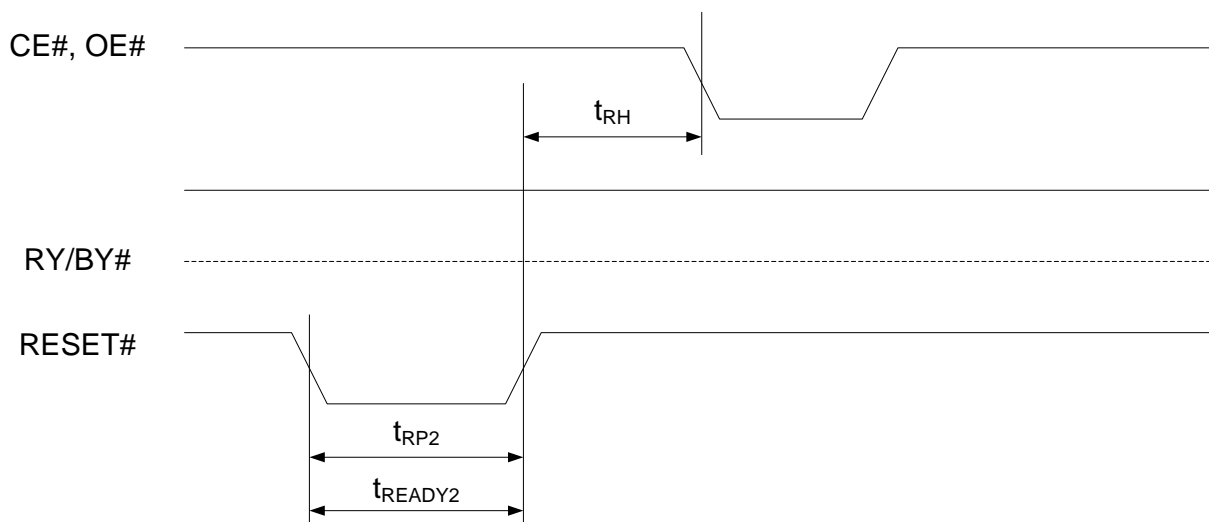 CE#, OE#
tRH
RY/BY#
RESET#
tRP2
tREADY2